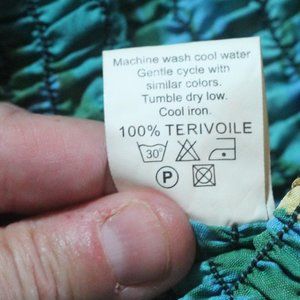 Machine wash cool water
Gentle cycle with
similar colors.
Tumble dry low.
Cool iron.
100% TERIVOILE
30°
P